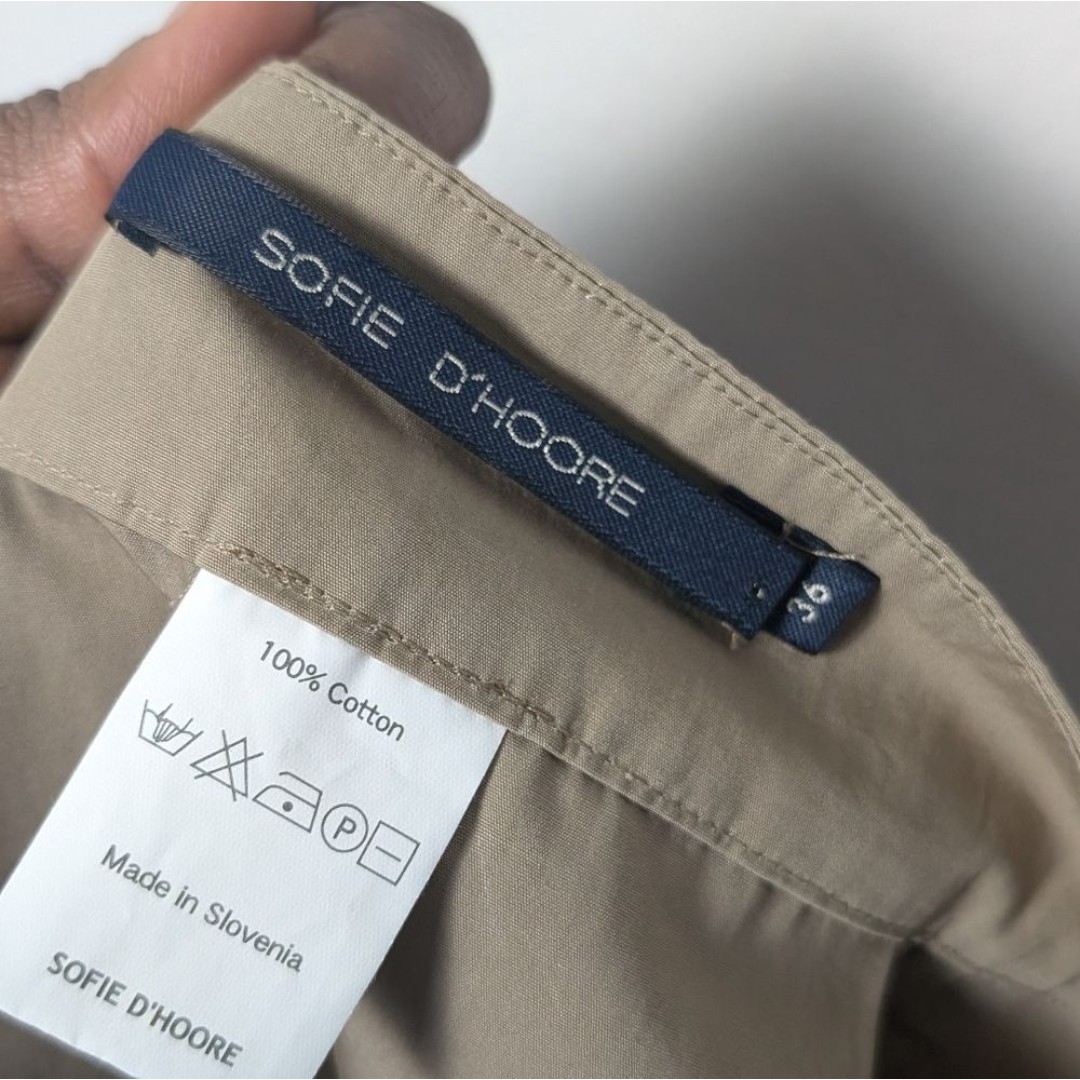 SOFIE D'HOORE
36
100% Cotton
P
Made in Slovenia
SOFIE D'HOORE